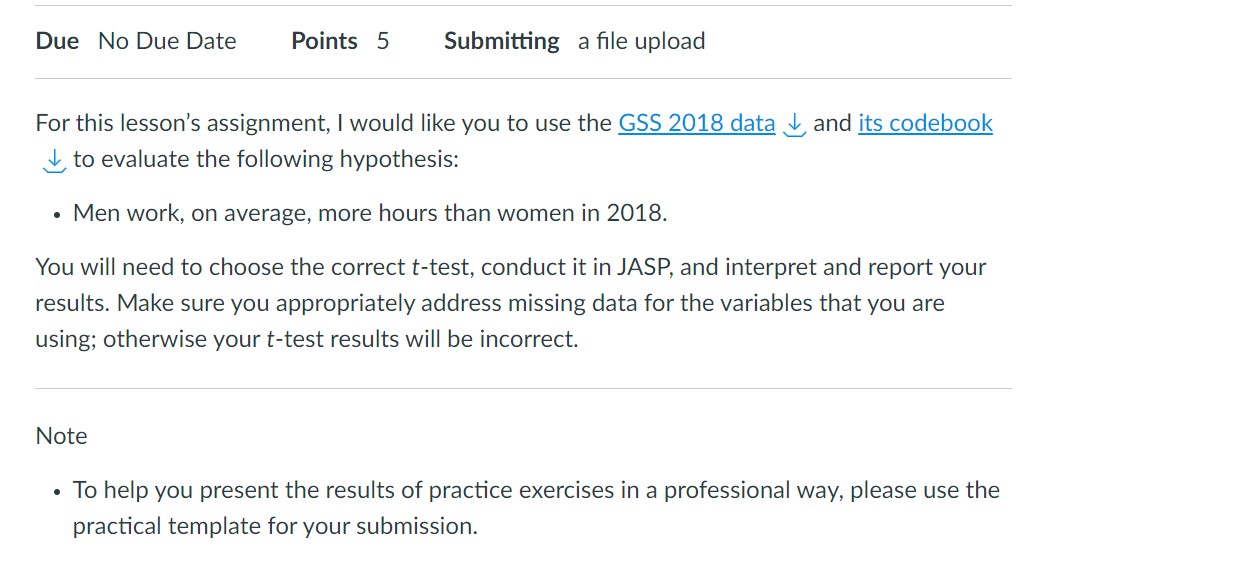 Due No Due Date Points 5 Submitting a file upload
For this lesson’s assignment, I would like you to use the GSS 2018 data and its codebook
to evaluate the following hypothesis:
• Men work, on average, more hours than women in 2018.
You will need to choose the correct t-test, conduct it in JASP, and interpret and report your
results. Make sure you appropriately address missing data for the variables that you are
using; otherwise your t-test results will be incorrect.
Note
• To help you present the results of practice exercises in a professional way, please use the
practical template for your submission.